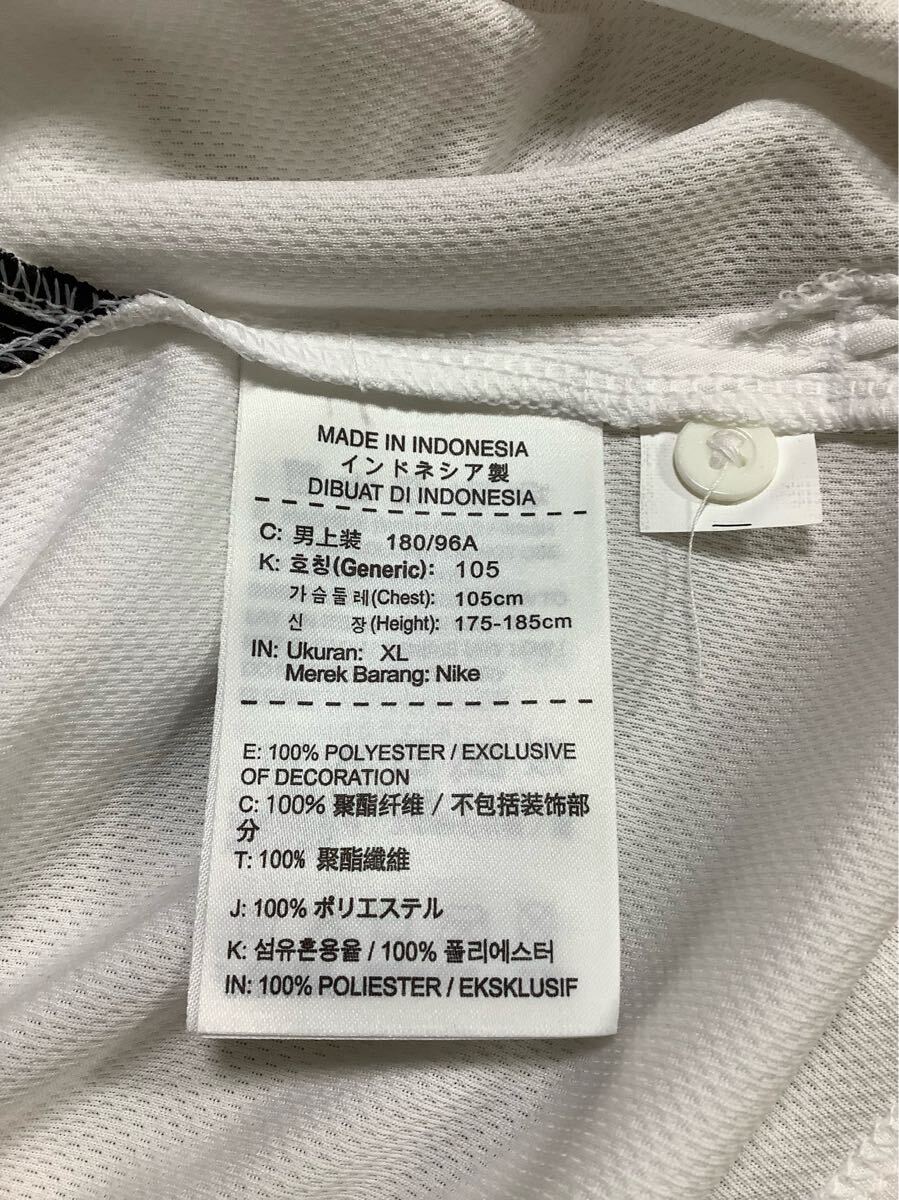 MADE IN INDONESIA
インドネシア製
DIBUAT DI INDONESIA
C: 男上装 180/96A
K: 호칭(Generic): 105
가슴둘레(Chest): 105cm
신 장(Height): 175-185cm
IN: Ukuran: XL
Merek Barang: Nike
E: 100% POLYESTER / EXCLUSIVE
OF DECORATION
C: 100% 聚酯纤维 / 不包括装饰部
分
T: 100% 聚酯纖維
J: 100% ポリエステル
K: 섬유혼용율 / 100% 폴리에스터
IN: 100% POLIESTER / EKSKLUSIF